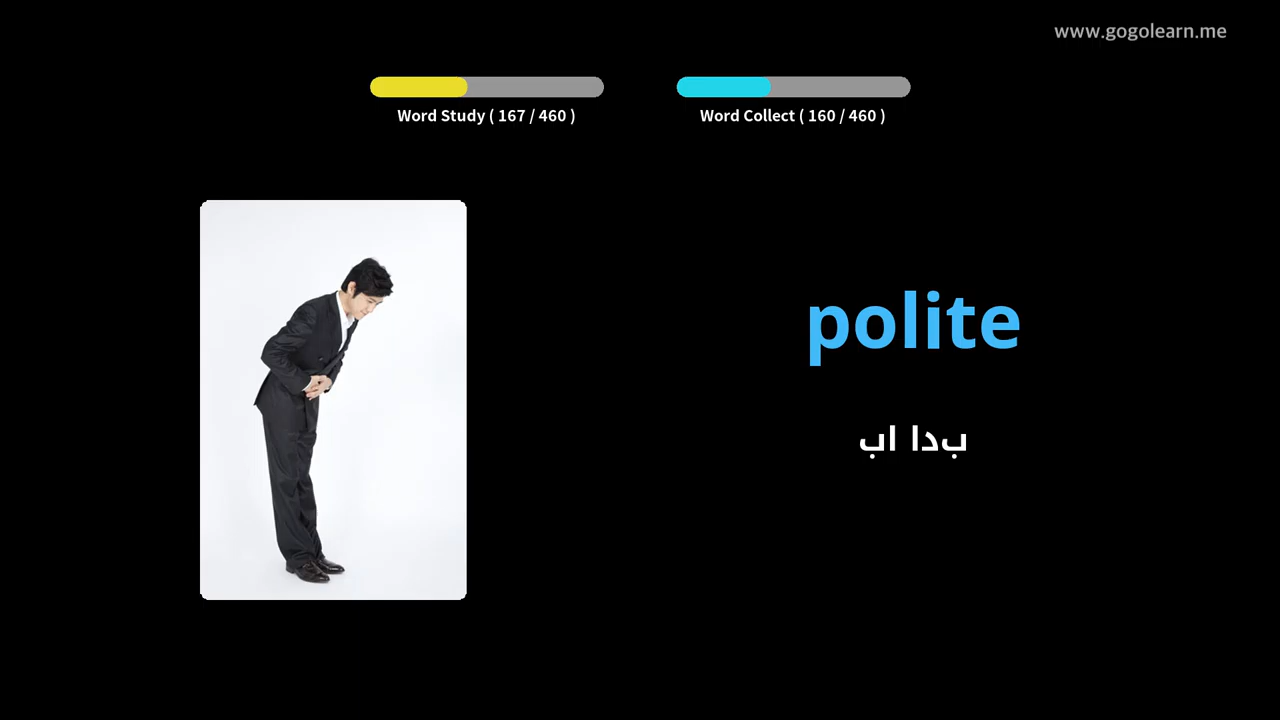 www.gogolearn.me
Word Study ( 167 / 460 )
Word Collect ( 160 / 460 )
polite
بدا اب